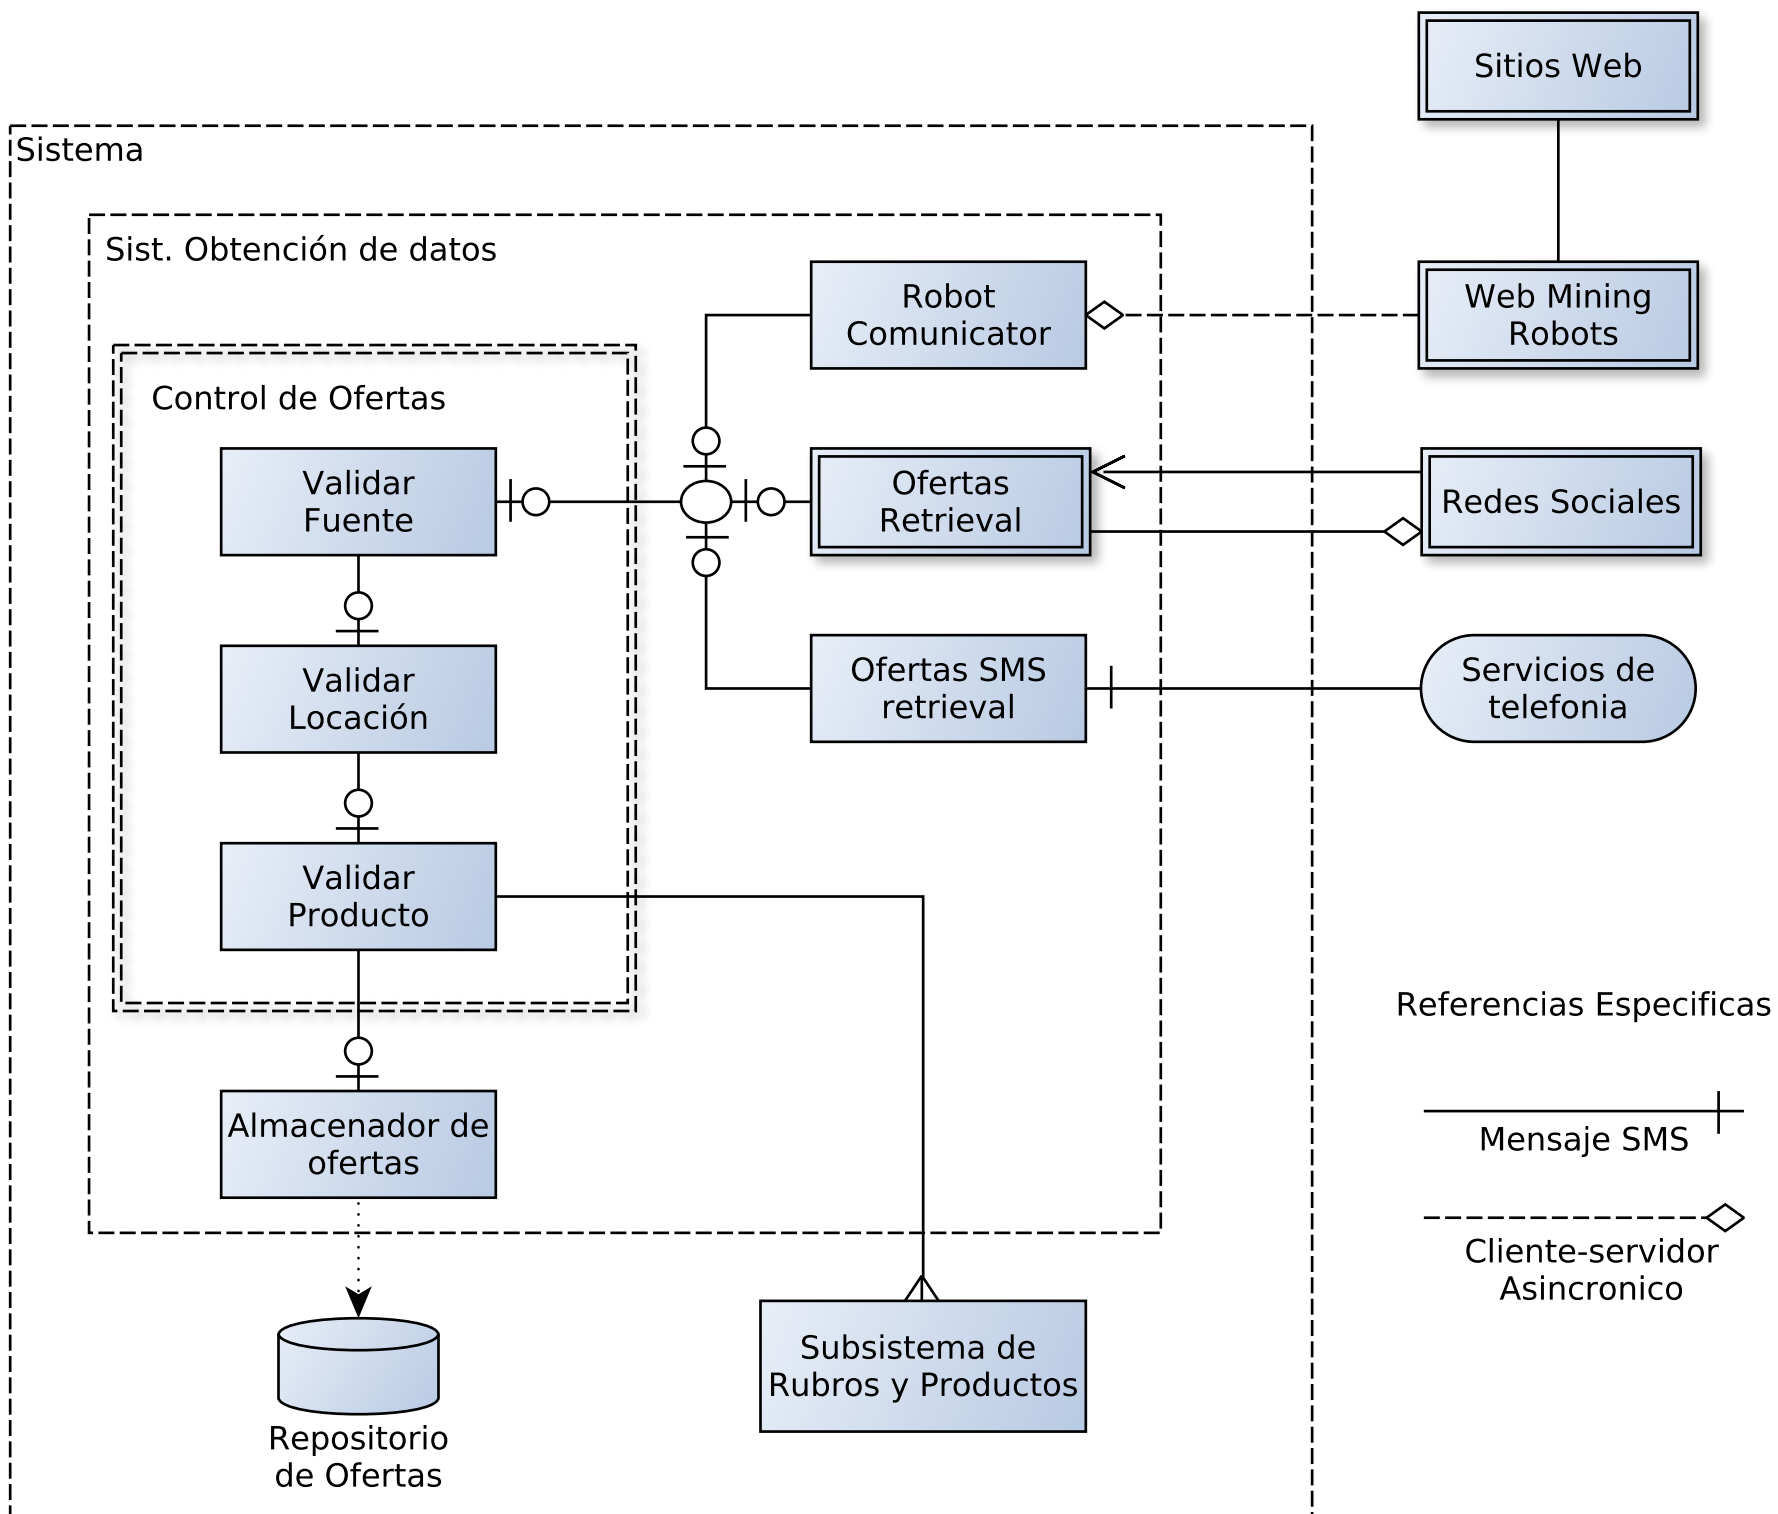 Sitios Web
Sistema
Sist. Obtención de datos
Robot
Comunicator
Web Mining
Robots
Control de Ofertas
Validar
Fuente
Ofertas
Retrieval
Redes Sociales
Validar
Locación
Ofertas SMS
retrieval
Servicios de
telefonia
Validar
Producto
Referencias Especificas
Mensaje SMS
Almacenador de
ofertas
Cliente-servidor
Asincronico
Subsistema de
Rubros y Productos
Repositorio
de Ofertas